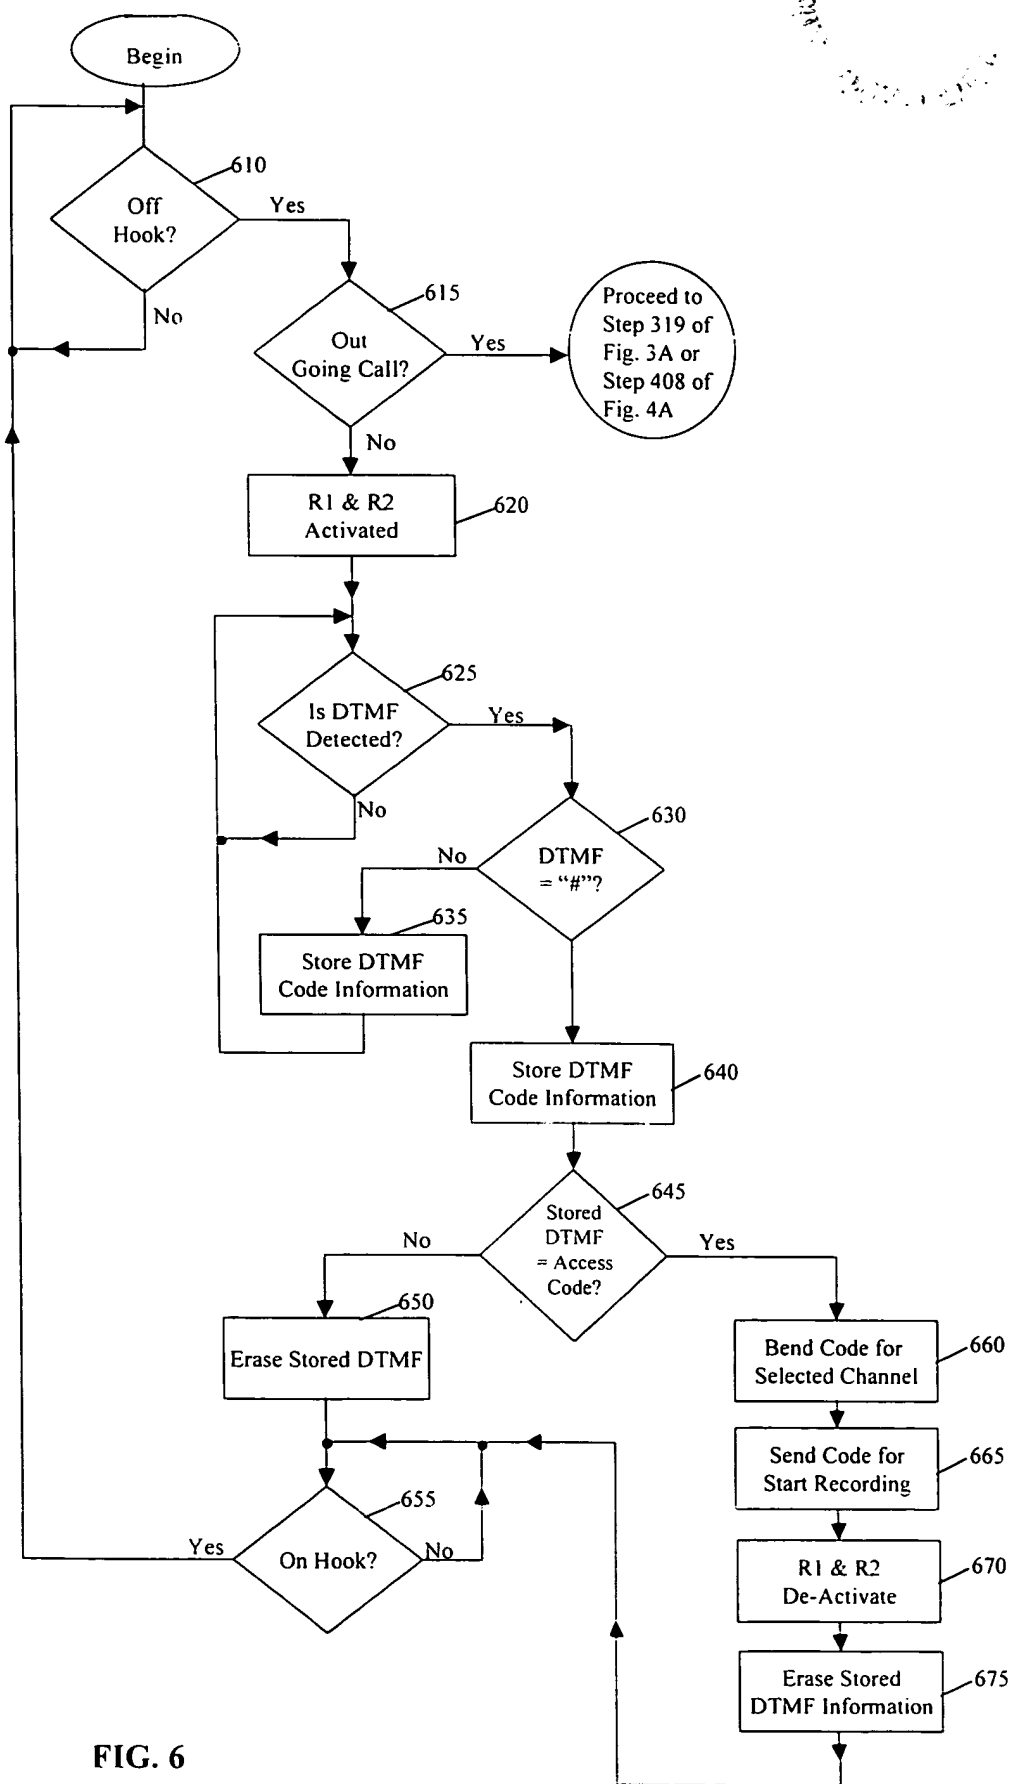 Begin
610
Off
Hook?
Yes
No
615
Out
Going Call?
Yes
Proceed to
Step 319 of
Fig. 3A or
Step 408 of
Fig. 4A
No
R1 & R2
Activated
620
625
Is DTMF
Detected?
Yes
No
630
DTMF
= “#”?
No
635
Store DTMF
Code Information
Store DTMF
Code Information
640
645
Stored
DTMF
= Access
Code?
No
Yes
650
Erase Stored DTMF
Bend Code for
Selected Channel
660
Send Code for
Start Recording
665
655
On Hook?
Yes
No
R1 & R2
De-Activate
670
Erase Stored
DTMF Information
675
FIG. 6